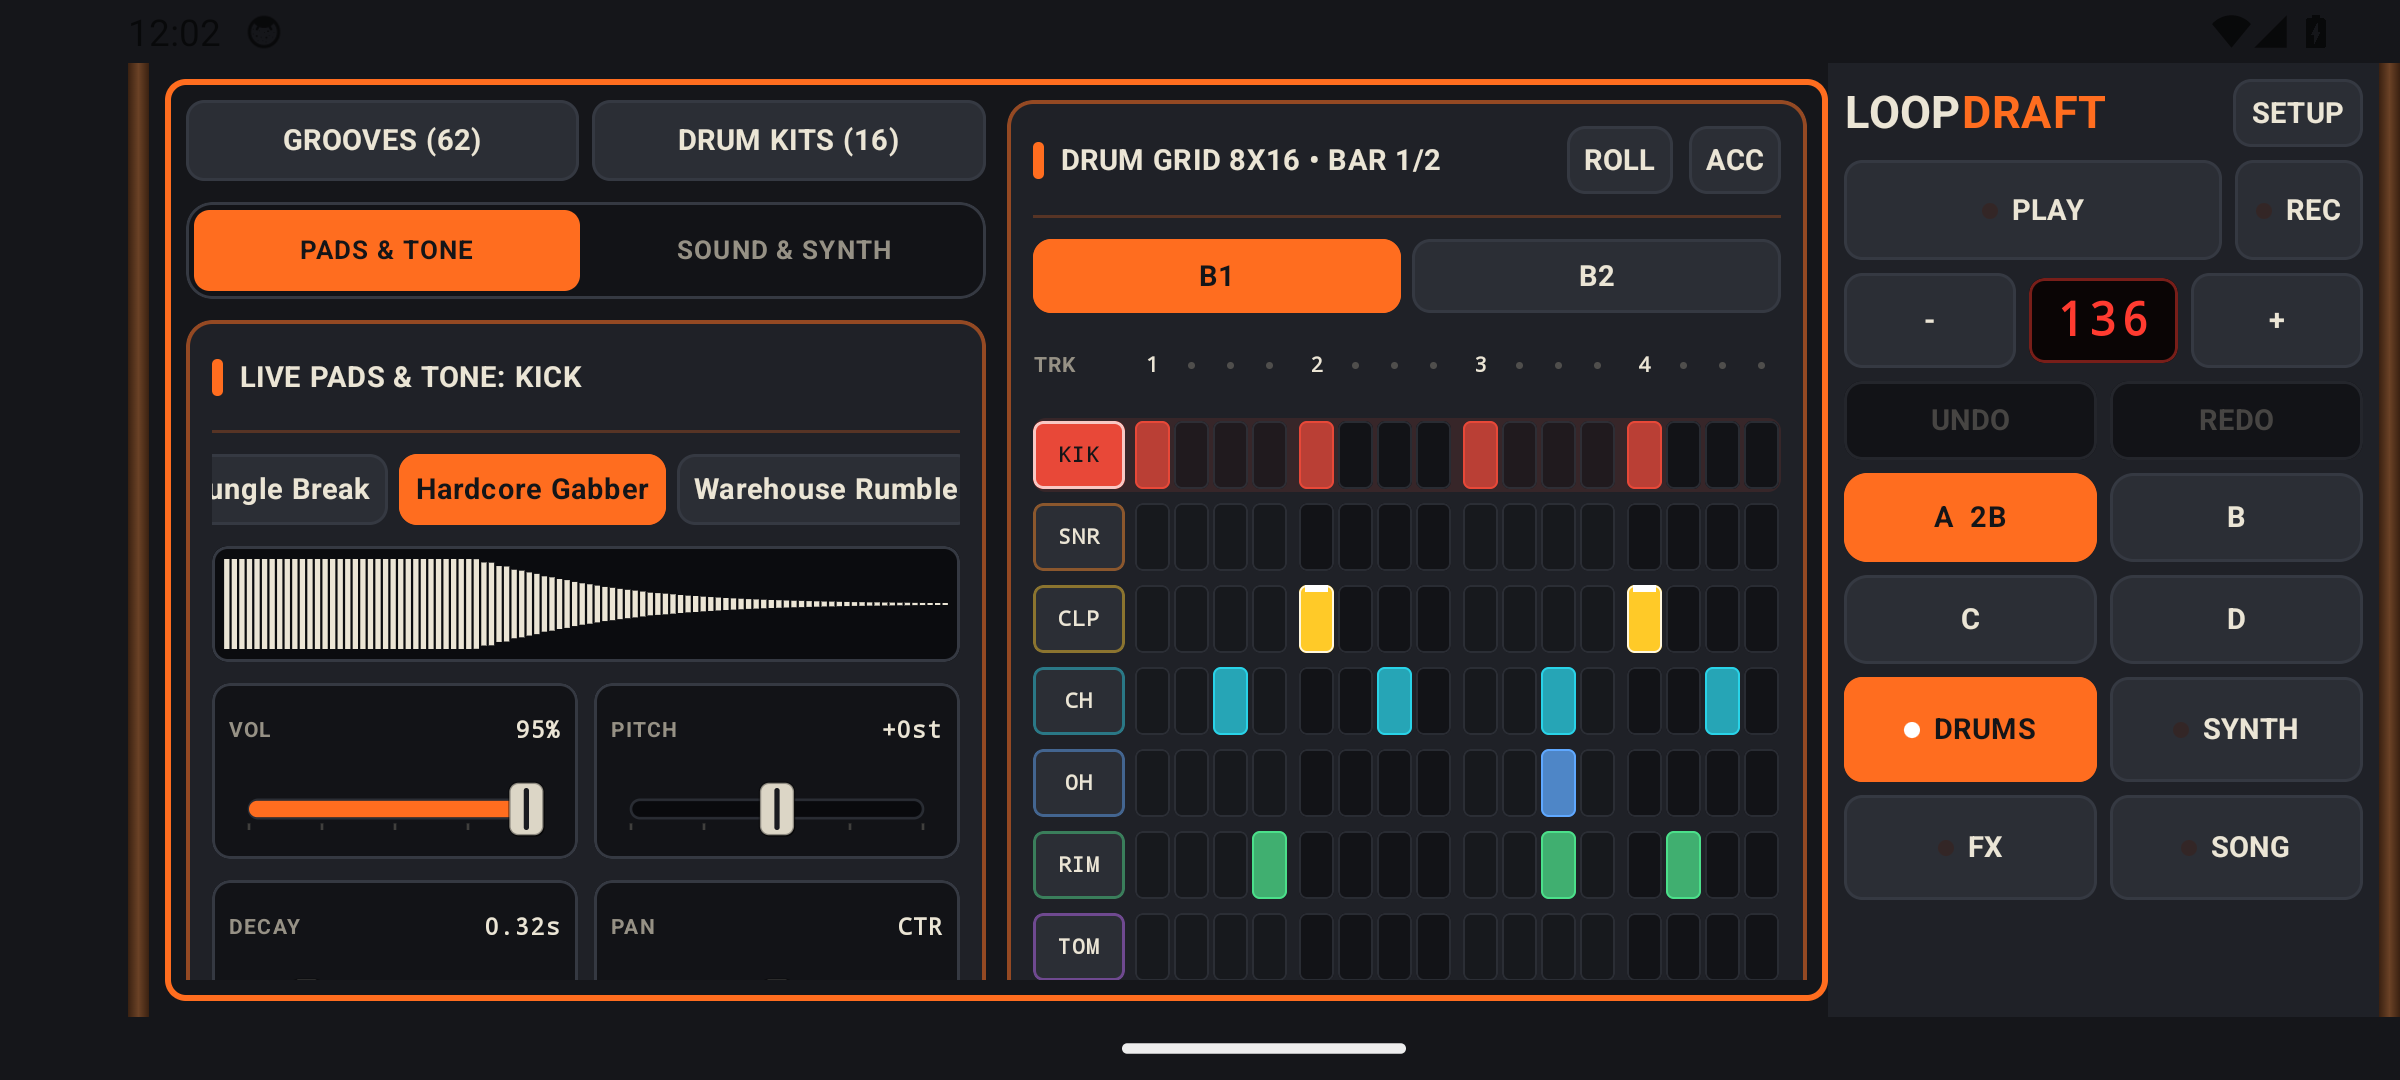 12:02
GROOVES (62)
DRUM KITS (16)
PADS & TONE
SOUND & SYNTH
LIVE PADS & TONE: KICK
ungle Break
Hardcore Gabber
Warehouse Rumble
VOL 95%
PITCH +0st
DECAY 0.32s
PAN CTR
DRUM GRID 8X16 • BAR 1/2
ROLL
ACC
B1
B2
TRK 1 • • • 2 • • • 3 • • • 4 • • •
KIK
SNR
CLP
CH
OH
RIM
TOM
LOOPDRAFT
SETUP
PLAY
REC
- 136 +
UNDO
REDO
A 2B
B
C
D
DRUMS
SYNTH
FX
SONG